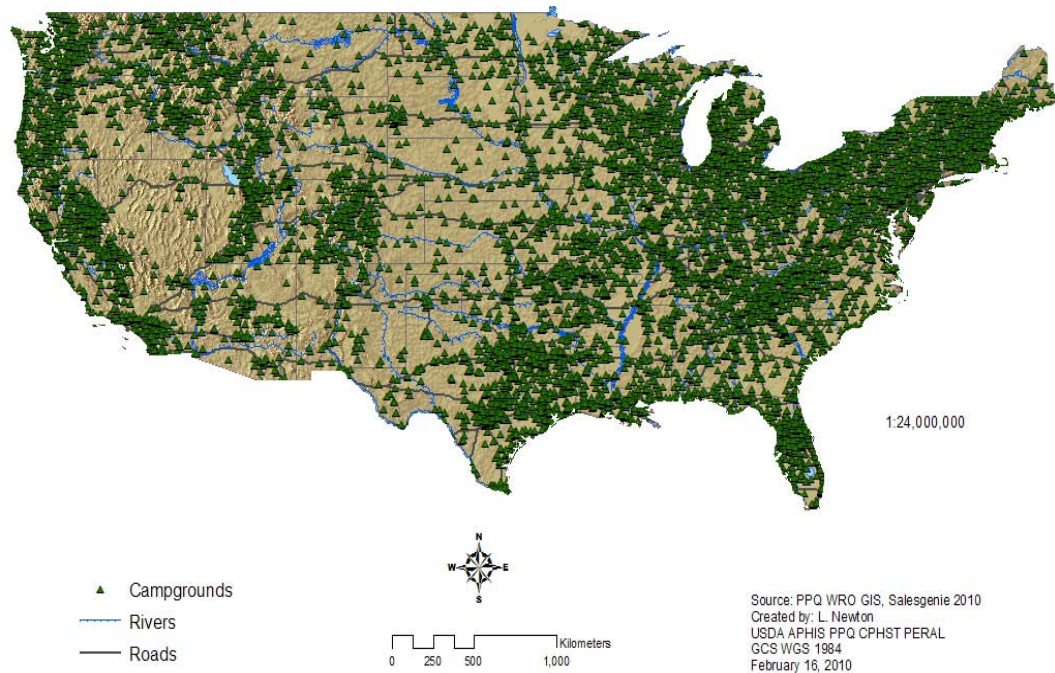 1:24,000,000
N
W E
S
Campgrounds
Rivers
Roads
Kilometers
0 250 500 1,000
Source: PPQ WRO GIS, Salesgenie 2010
Created by: L. Newton
USDA APHIS PPQ CPHST PERAL
GCS WGS 1984
February 16, 2010